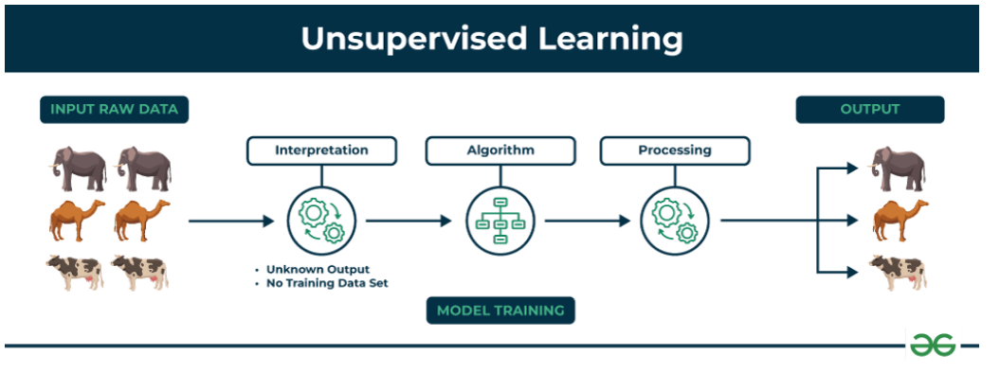 Unsupervised Learning
INPUT RAW DATA
OUTPUT
Interpretation
Algorithm
Processing
• Unknown Output
• No Training Data Set
MODEL TRAINING